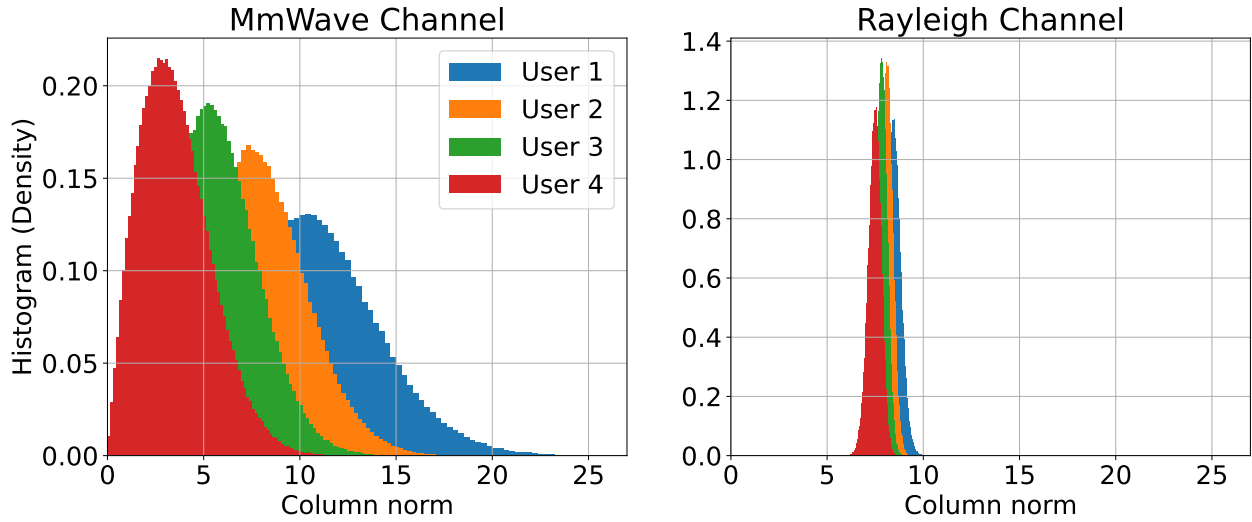 MmWave Channel
Histogram (Density)
0.20
0.15
0.10
0.05
0.00
0 5 10 15 20 25
Column norm
User 1
User 2
User 3
User 4
Rayleigh Channel
1.4
1.2
1.0
0.8
0.6
0.4
0.2
0.0
0 5 10 15 20 25
Column norm